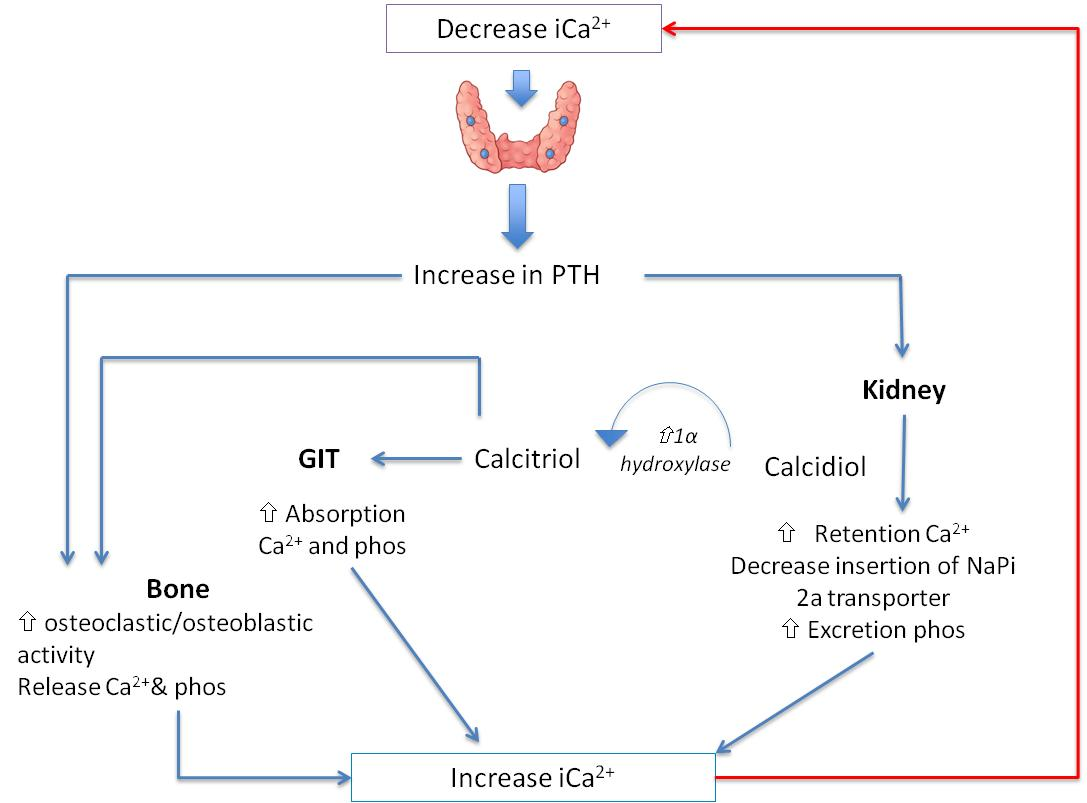 Decrease iCa²⁺
Increase in PTH
Kidney
GIT
Calcitriol
⇧1α
hydroxylase
Calcidiol
⇧ Absorption
Ca²⁺ and phos
⇧ Retention Ca²⁺
Decrease insertion of NaPi
2a transporter
⇧ Excretion phos
Bone
⇧ osteoclastic/osteoblastic
activity
Release Ca²⁺& phos
Increase iCa²⁺